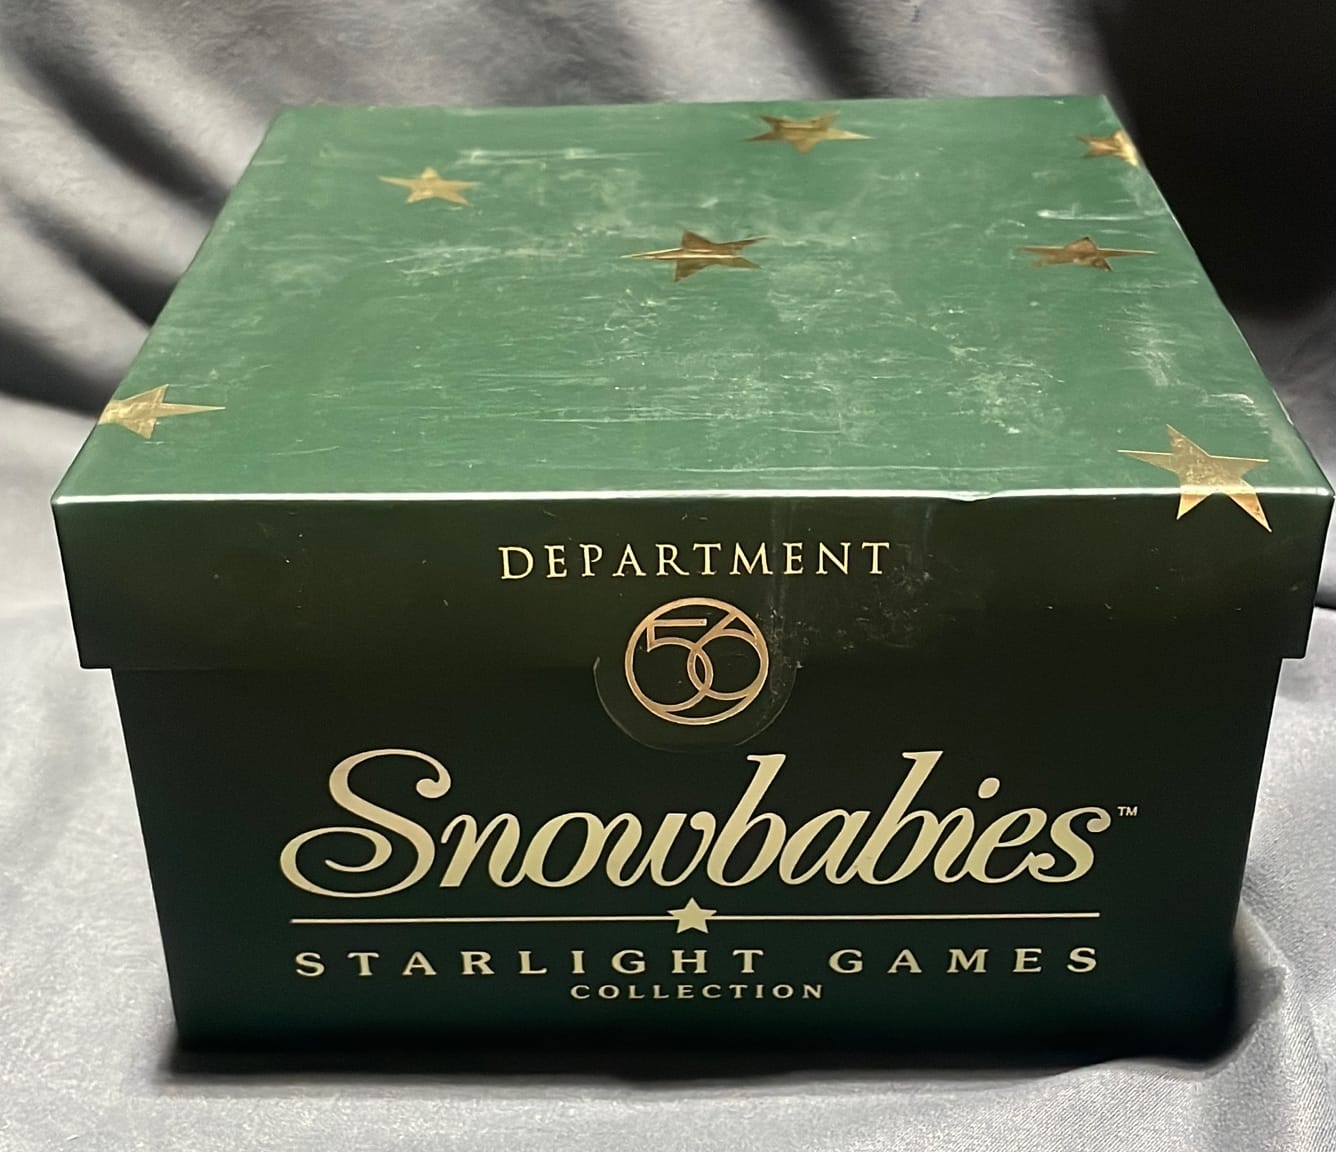 DEPARTMENT
56
Snowbabies™
STARLIGHT GAMES
COLLECTION